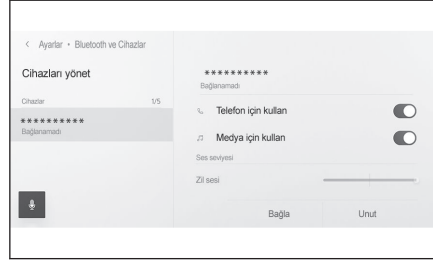 < Ayarlar • Bluetooth ve Cihazlar
Cihazları yönet
Cihazlar 1/5
**********
Bağlanamadı
**********
Bağlanamadı
Telefon için kullan
Medya için kullan
Ses seviyesi
Zil sesi
Bağla Unut